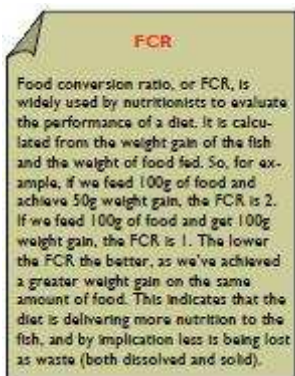 FCR
Food conversion ratio, or FCR, is
widely used by nutritionists to evaluate
the performance of a diet. It is calcu-
lated from the weight gain of the fish
and the weight of food fed. So, for ex-
ample, if we feed 100g of food and
achieve 50g weight gain, the FCR is 2.
If we feed 100g of food and get 100g
weight gain, the FCR is 1. The lower
the FCR the better, as we've achieved
a greater weight gain on the same
amount of food. This indicates that the
diet is delivering more nutrition to the
fish, and by implication less is being lost
as waste (both dissolved and solid).